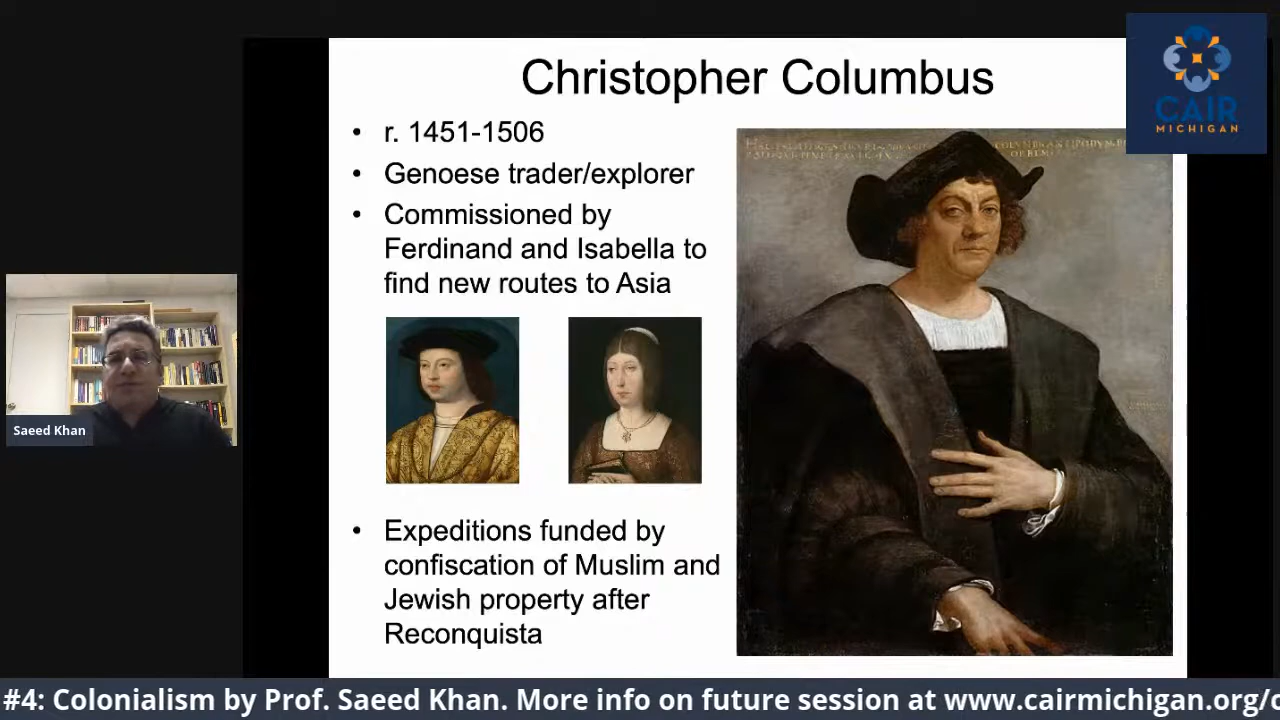 Christopher Columbus
CAIR
MICHIGAN
• r. 1451-1506
• Genoese trader/explorer
• Commissioned by
Ferdinand and Isabella to
find new routes to Asia
• Expeditions funded by
confiscation of Muslim and
Jewish property after
Reconquista
Saeed Khan
#4: Colonialism by Prof. Saeed Khan. More info on future session at www.cairmichigan.org/c